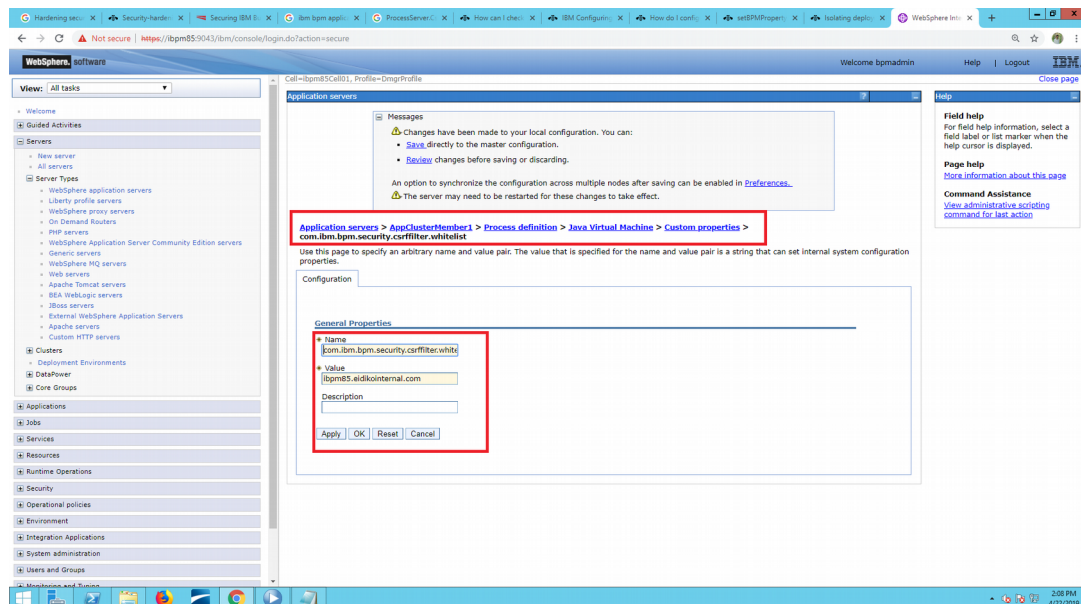 Hardening secu
Security-harden
Securing IBM B
ibm bpm applic
ProcessServer.C
How can I check
IBM Configuring
How do I config
setBPMProperty
Isolating deploy
WebSphere Inte
Not secure | https://ibpm85:9043/ibm/console/login.do?action=secure
WebSphere. software
Welcome bpmadmin
Help | Logout
IBM.
Cell=ibpm85Cell01, Profile=DmgrProfile
Close page
View: All tasks
Welcome
Guided Activities
Servers
New server
All servers
Server Types
WebSphere application servers
Liberty profile servers
WebSphere proxy servers
On Demand Routers
PHP servers
WebSphere Application Server Community Edition servers
Generic servers
WebSphere MQ servers
Web servers
Apache Tomcat servers
BEA WebLogic servers
JBoss servers
External WebSphere Application Servers
Apache servers
Custom HTTP servers
Clusters
Deployment Environments
DataPower
Core Groups
Applications
Jobs
Services
Resources
Runtime Operations
Security
Operational policies
Environment
Integration Applications
System administration
Users and Groups
Monitoring and Tuning
Application servers
Messages
Changes have been made to your local configuration. You can:
Save directly to the master configuration.
Review changes before saving or discarding.
An option to synchronize the configuration across multiple nodes after saving can be enabled in Preferences.
The server may need to be restarted for these changes to take effect.
Application servers > AppClusterMember1 > Process definition > Java Virtual Machine > Custom properties >
com.ibm.bpm.security.csrffilter.whitelist
Use this page to specify an arbitrary name and value pair. The value that is specified for the name and value pair is a string that can set internal system configuration
properties.
Configuration
General Properties
* Name
com.ibm.bpm.security.csrffilter.white
* Value
ibpm85.eidikointernal.com
Description
Apply OK Reset Cancel
Help
Field help
For field help information, select a
field label or list marker when the
help cursor is displayed.
Page help
More information about this page
Command Assistance
View administrative scripting
command for last action
2:08 PM
4/22/2019